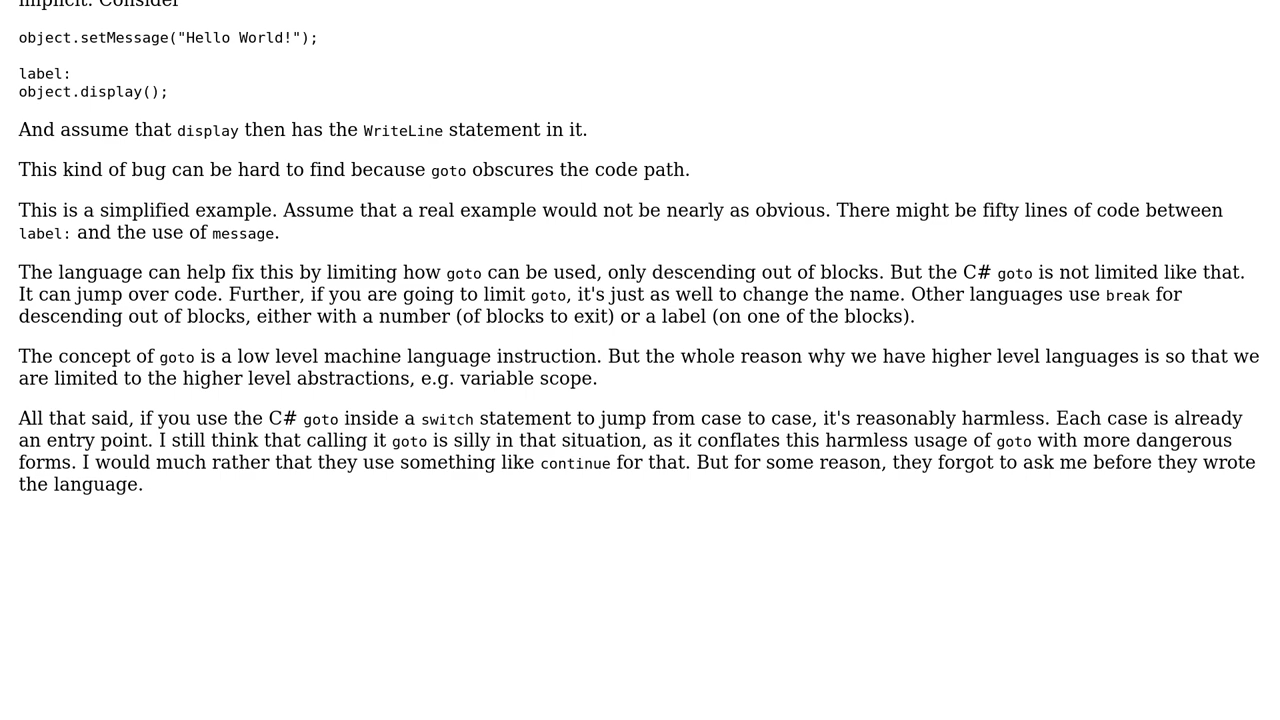 implicit. Consider
object.setMessage("Hello World!");
label:
object.display();
And assume that display then has the WriteLine statement in it.
This kind of bug can be hard to find because goto obscures the code path.
This is a simplified example. Assume that a real example would not be nearly as obvious. There might be fifty lines of code between
label: and the use of message.
The language can help fix this by limiting how goto can be used, only descending out of blocks. But the C# goto is not limited like that.
It can jump over code. Further, if you are going to limit goto, it's just as well to change the name. Other languages use break for
descending out of blocks, either with a number (of blocks to exit) or a label (on one of the blocks).
The concept of goto is a low level machine language instruction. But the whole reason why we have higher level languages is so that we
are limited to the higher level abstractions, e.g. variable scope.
All that said, if you use the C# goto inside a switch statement to jump from case to case, it's reasonably harmless. Each case is already
an entry point. I still think that calling it goto is silly in that situation, as it conflates this harmless usage of goto with more dangerous
forms. I would much rather that they use something like continue for that. But for some reason, they forgot to ask me before they wrote
the language.